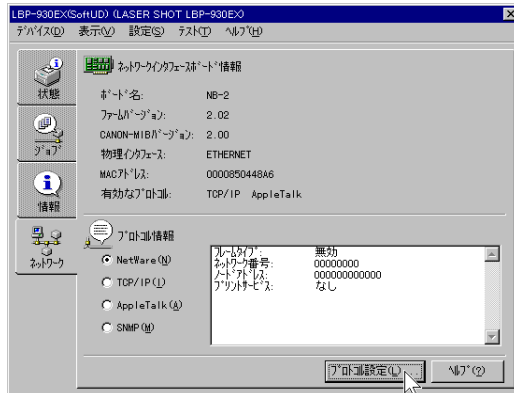 LBP-930EX(SoftUD) (LASER SHOT LBP-930EX)
ﾃﾞﾊﾞｲｽ(D) 表示(V) 設定(S) ﾃｽﾄ(T) ﾍﾙﾌﾟ(H)
状態
ｼﾞｮﾌﾞ
情報
ﾈｯﾄﾜｰｸ
ﾈｯﾄﾜｰｸｲﾝﾀﾌｪｰｽﾎﾞｰﾄﾞ情報
ﾎﾞｰﾄﾞ名: NB-2
ﾌｧｰﾑﾊﾞｰｼﾞｮﾝ: 2.02
CANON-MIBﾊﾞｰｼﾞｮﾝ: 2.00
物理ｲﾝﾀﾌｪｰｽ: ETHERNET
MACｱﾄﾞﾚｽ: 0000850448A6
有効なﾌﾟﾛﾄｺﾙ: TCP/IP AppleTalk
ﾌﾟﾛﾄｺﾙ情報
NetWare(N)
TCP/IP(I)
AppleTalk(A)
SNMP(M)
ﾌﾚｰﾑﾀｲﾌﾟ: 無効
ﾈｯﾄﾜｰｸ番号: 00000000
ﾉｰﾄﾞｱﾄﾞﾚｽ: 000000000000
ﾌﾟﾘﾝﾄｻｰﾋﾞｽ: なし
ﾌﾟﾛﾄｺﾙ設定(L)...
ﾍﾙﾌﾟ(?)